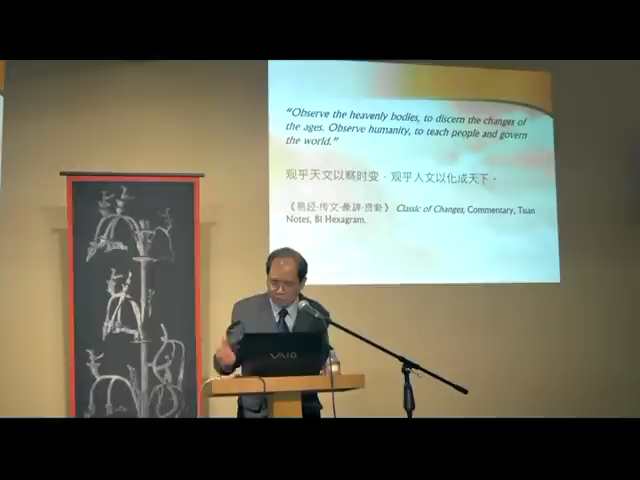 “Observe the heavenly bodies, to discern the changes of
the ages. Observe humanity, to teach people and govern
the world.”
观乎天文以察时变，观乎人文以化成天下。
《易经·传文·彖辞·贲卦》 Classic of Changes, Commentary, Tuan
Notes, Bi Hexagram.
VAIO